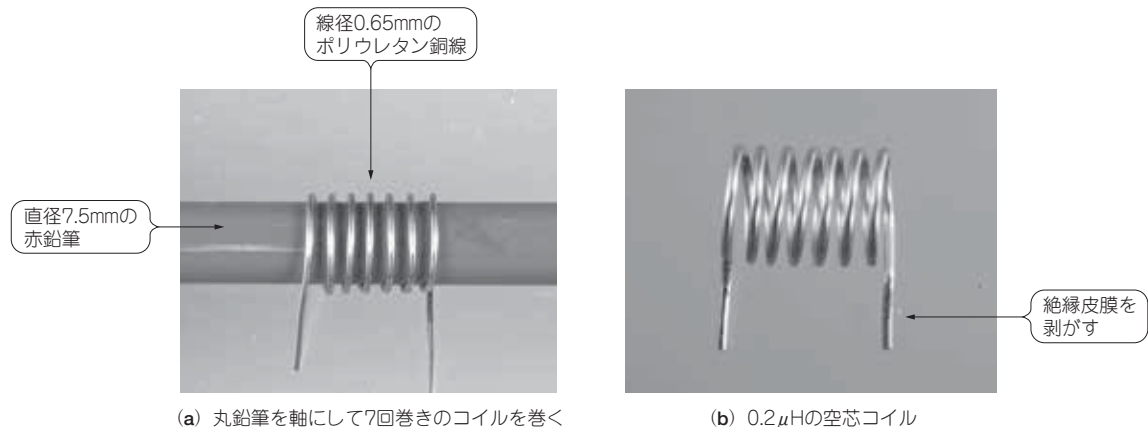 線径0.65mmの
ポリウレタン銅線
直径7.5mmの
赤鉛筆
絶縁皮膜を
剥がす
(a) 丸鉛筆を軸にして7回巻きのコイルを巻く
(b) 0.2μHの空芯コイル